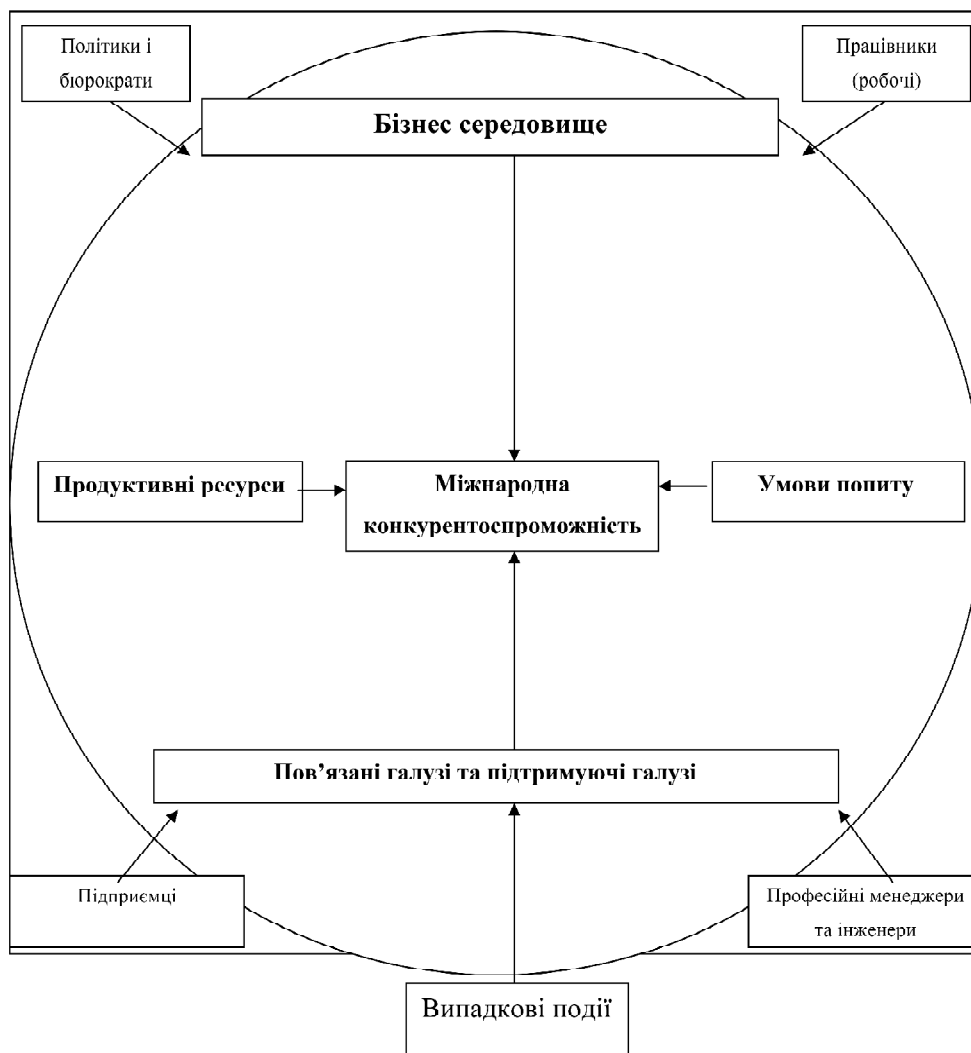 Політики і
бюрократи
Працівники
(робочі)
Бізнес середовище
Продуктивні ресурси
Міжнародна
конкурентоспроможність
Умови попиту
Пов’язані галузі та підтримуючі галузі
Підприємці
Професійні менеджери
та інженери
Випадкові події